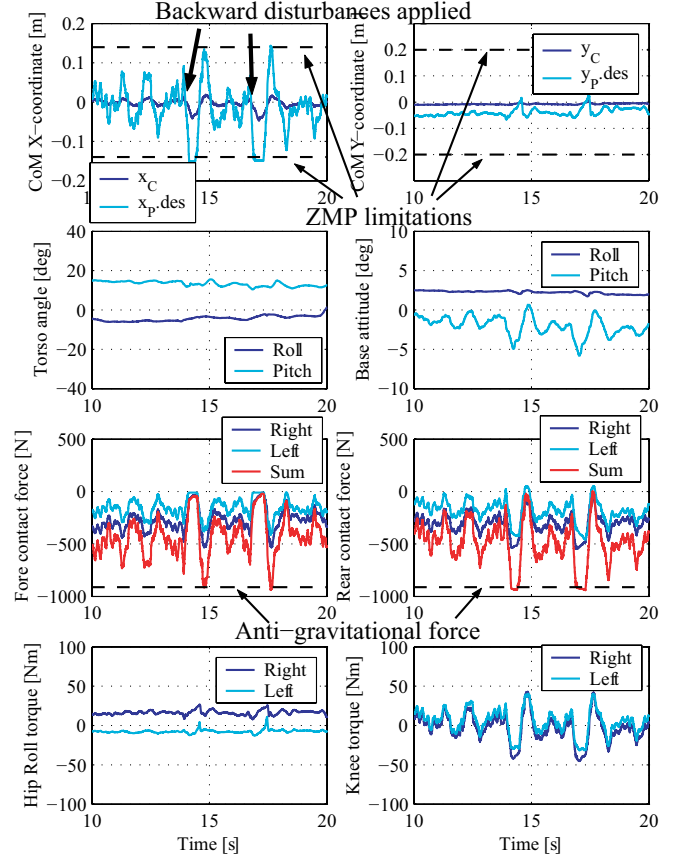 Backward disturbances applied
CoM X−coordinate [m]
0.2
0.1
0
−0.1
0.2
10
15
20
x_C
x_P.des
CoM Y−coordinate [m]
0.2
0.1
0
−0.1
−0.2
10
15
20
y_C
y_P.des
ZMP limitations
Torso angle [deg]
40
20
0
−20
−40
10
15
20
Roll
Pitch
Base attitude [deg]
10
5
0
−5
10
10
15
20
Roll
Pitch
Fore contact force [N]
500
0
−500
−1000
10
15
20
Right
Left
Sum
Rear contact force [N]
500
0
−500
−1000
10
15
20
Right
Left
Sum
Anti−gravitational force
Hip Roll torque [Nm]
100
50
0
−50
−100
10
15
20
Time [s]
Right
Left
Knee torque [Nm]
100
50
0
−50
−100
10
15
20
Time [s]
Right
Left